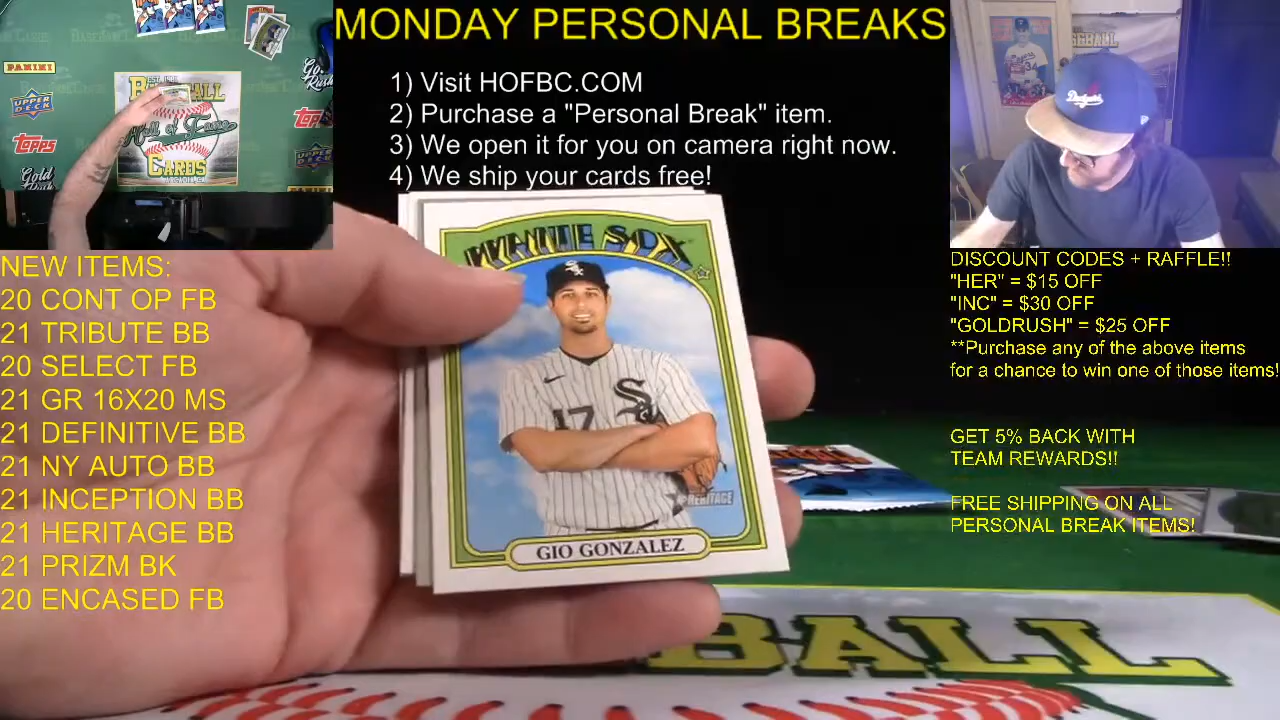 MONDAY PERSONAL BREAKS
1) Visit HOFBC.COM
2) Purchase a "Personal Break" item.
3) We open it for you on camera right now.
4) We ship your cards free!
PANINI
UPPER DECK
Topps
Gold
BASEBALL
Hall of Fame
CARDS
NEW ITEMS:
20 CONT OP FB
21 TRIBUTE BB
20 SELECT FB
21 GR 16X20 MS
21 DEFINITIVE BB
21 NY AUTO BB
21 INCEPTION BB
21 HERITAGE BB
21 PRIZM BK
20 ENCASED FB
WHITE SOX
17
HERITAGE
GIO GONZALEZ
BALL
Dodgers
34
DISCOUNT CODES + RAFFLE!!
"HER" = $15 OFF
"INC" = $30 OFF
"GOLDRUSH" = $25 OFF
**Purchase any of the above items
for a chance to win one of those items!
GET 5% BACK WITH
TEAM REWARDS!!
FREE SHIPPING ON ALL
PERSONAL BREAK ITEMS!